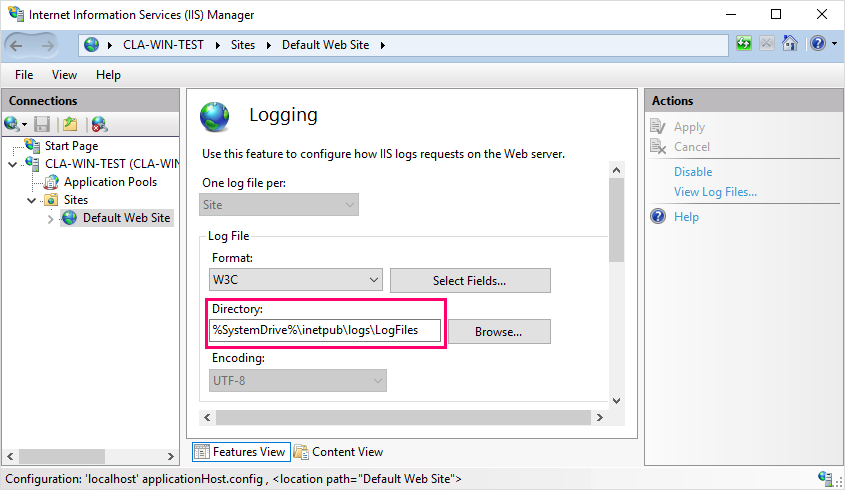 Internet Information Services (IIS) Manager
CLA-WIN-TEST Sites Default Web Site
File View Help
Connections
Start Page
CLA-WIN-TEST (CLA-WIN
Application Pools
Sites
Default Web Site
Logging
Use this feature to configure how IIS logs requests on the Web server.
One log file per:
Site
Log File
Format:
W3C
Select Fields...
Directory:
%SystemDrive%\inetpub\logs\LogFiles
Browse...
Encoding:
UTF-8
Features View Content View
Actions
Apply
Cancel
Disable
View Log Files...
Help
Configuration: 'localhost' applicationHost.config , <location path="Default Web Site">